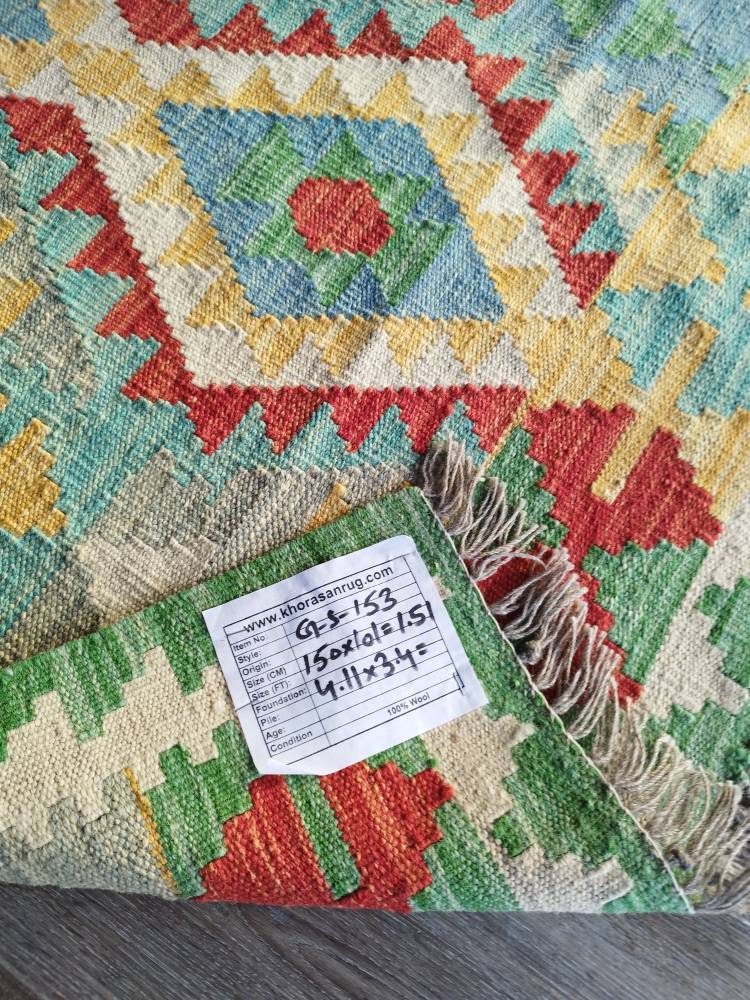 www.khorasanrug.com
Item No: G-S-153
Style:
Origin:
Size (CM) 150x101=1.51
Size (FT): 4.11x3.4=
Foundation:
Pile: 100% Wool
Age:
Condition